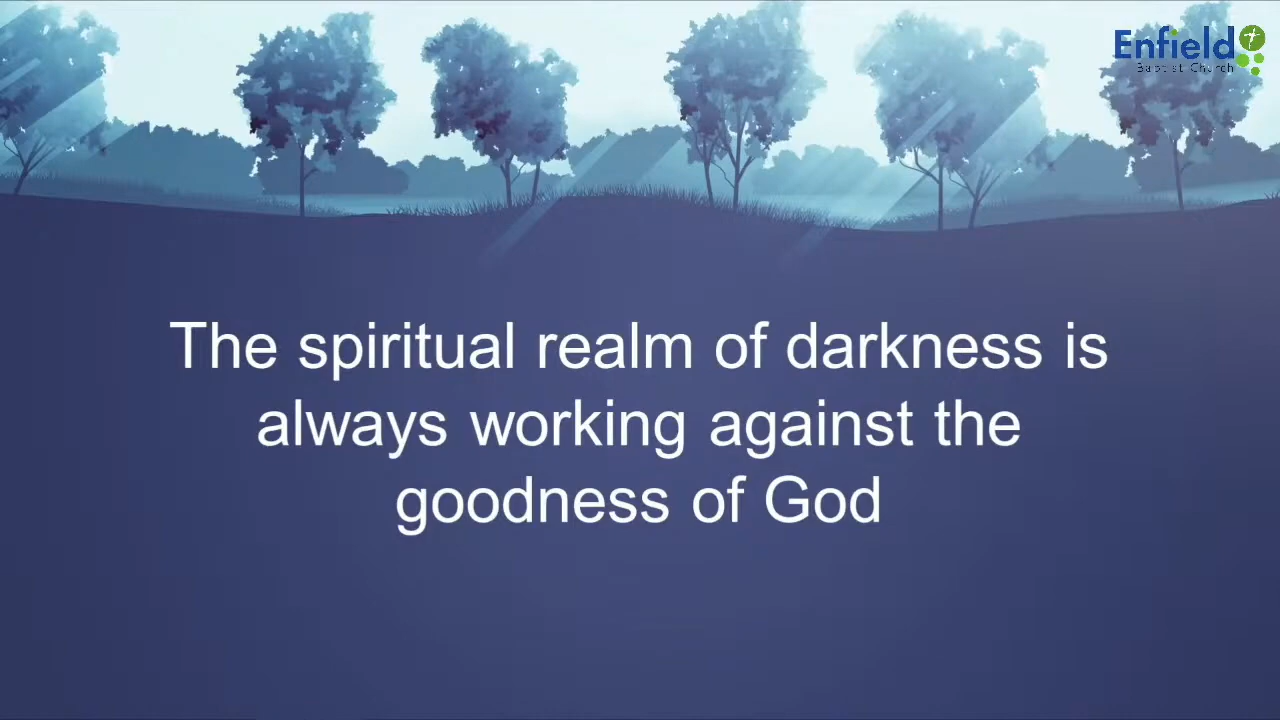 Enfield
Baptist Church
The spiritual realm of darkness is
always working against the
goodness of God